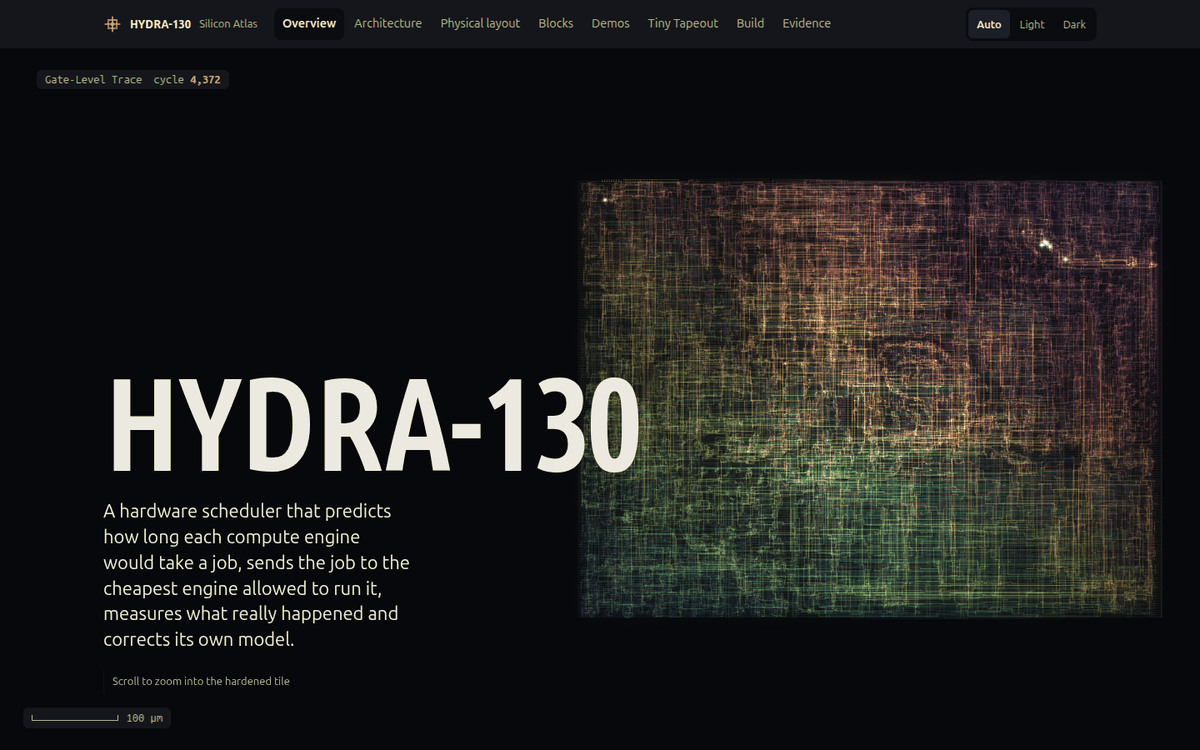 HYDRA-130 Silicon Atlas Overview Architecture Physical layout Blocks Demos Tiny Tapeout Build Evidence Auto Light Dark
Gate-Level Trace cycle 4,372
HYDRA-130
A hardware scheduler that predicts
how long each compute engine
would take a job, sends the job to the
cheapest engine allowed to run it,
measures what really happened and
corrects its own model.
Scroll to zoom into the hardened tile
100 µm